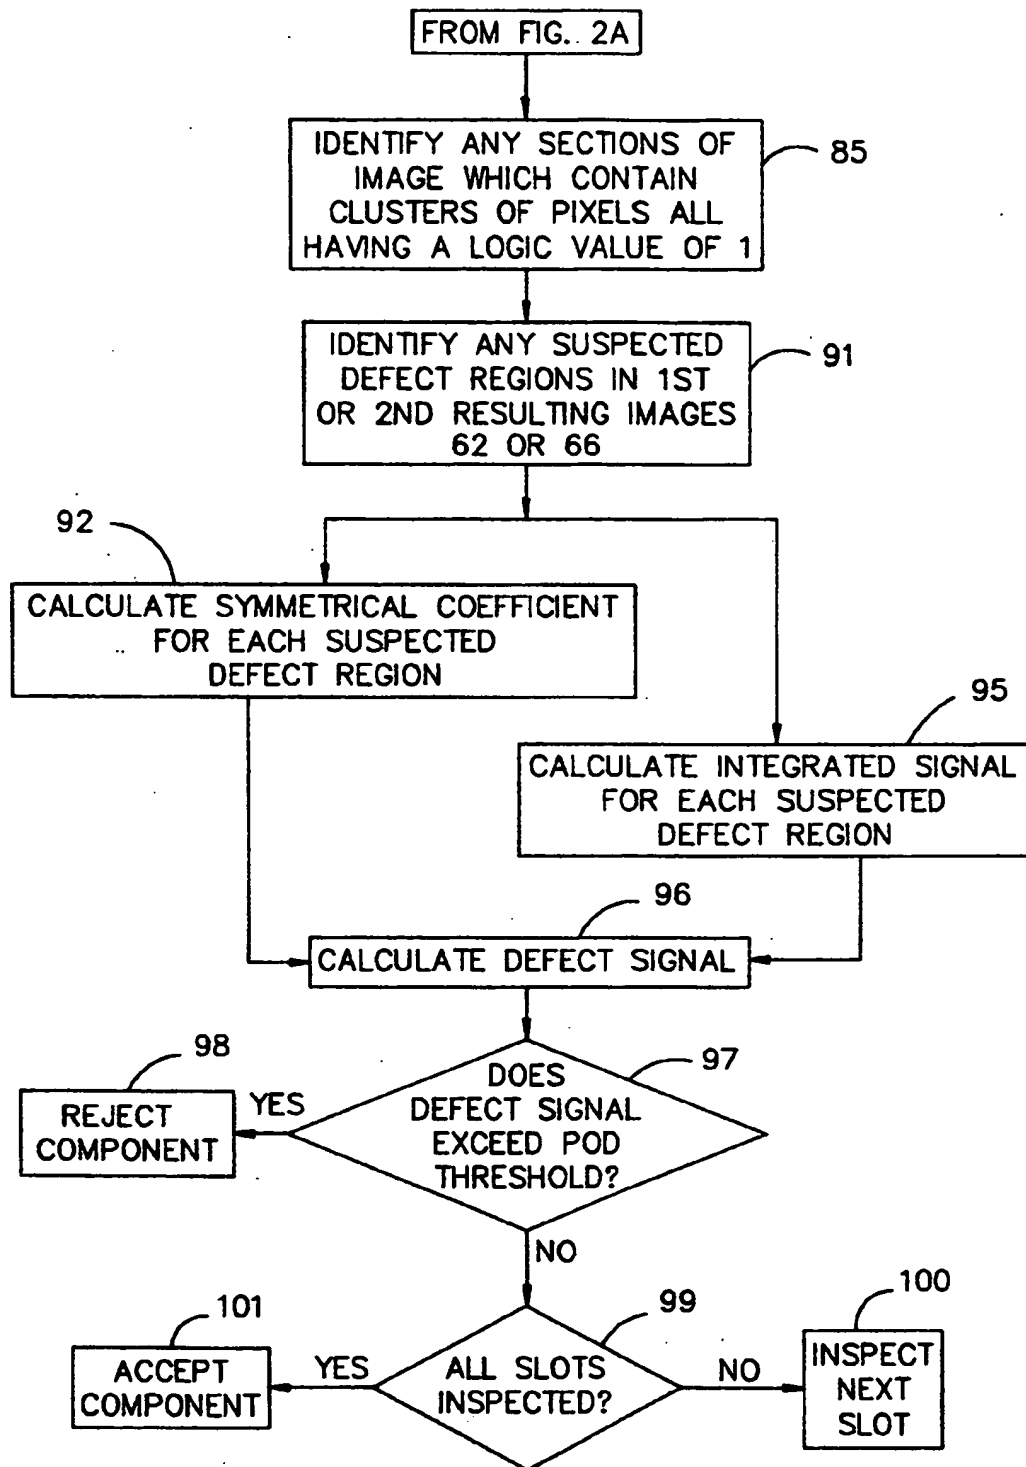 FROM FIG. 2A
IDENTIFY ANY SECTIONS OF
IMAGE WHICH CONTAIN
CLUSTERS OF PIXELS ALL
HAVING A LOGIC VALUE OF 1
85
IDENTIFY ANY SUSPECTED
DEFECT REGIONS IN 1ST
OR 2ND RESULTING IMAGES
62 OR 66
91
92
CALCULATE SYMMETRICAL COEFFICIENT
FOR EACH SUSPECTED
DEFECT REGION
95
CALCULATE INTEGRATED SIGNAL
FOR EACH SUSPECTED
DEFECT REGION
96
CALCULATE DEFECT SIGNAL
97
DOES
DEFECT SIGNAL
EXCEED POD
THRESHOLD?
YES
98
REJECT
COMPONENT
NO
99
ALL SLOTS
INSPECTED?
YES
101
ACCEPT
COMPONENT
NO
100
INSPECT
NEXT
SLOT